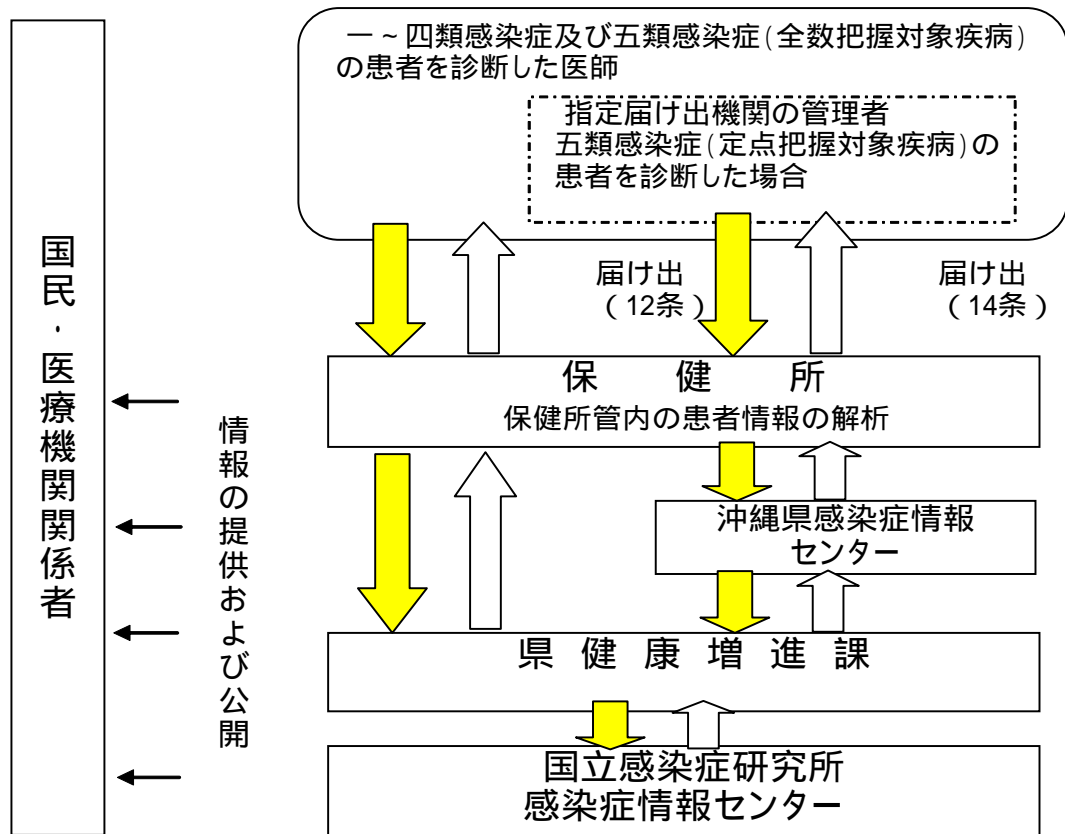 一～四類感染症及び五類感染症(全数把握対象疾病)
の患者を診断した医師
指定届け出機関の管理者
五類感染症(定点把握対象疾病)の
患者を診断した場合
届け出
（12条）
届け出
（14条）
保健所
保健所管内の患者情報の解析
沖縄県感染症情報
センター
県健康増進課
国立感染症研究所
感染症情報センター
情報の提供および公開
国民・医療機関関係者